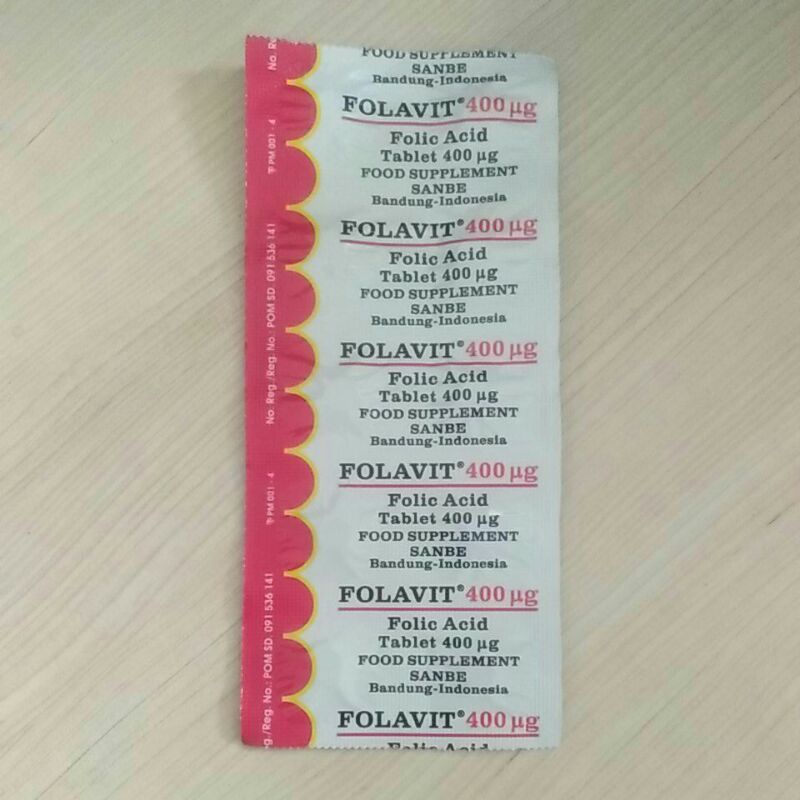 FOOD SUPPLEMENT
SANBE
Bandung-Indonesia
FOLAVIT® 400 µg
Folic Acid
Tablet 400 µg
FOOD SUPPLEMENT
SANBE
Bandung-Indonesia
FOLAVIT® 400 µg
Folic Acid
Tablet 400 µg
FOOD SUPPLEMENT
SANBE
Bandung-Indonesia
FOLAVIT® 400 µg
Folic Acid
Tablet 400 µg
FOOD SUPPLEMENT
SANBE
Bandung-Indonesia
FOLAVIT® 400 µg
Folic Acid
Tablet 400 µg
FOOD SUPPLEMENT
SANBE
Bandung-Indonesia
FOLAVIT® 400 µg
Folic Acid
Tablet 400 µg
FOOD SUPPLEMENT
SANBE
Bandung-Indonesia
FOLAVIT® 400 µg
Folic Acid
No. Re
PM 001 - 4
No. Reg./Reg. No.: POM SD. 091 536 141
PM 001 - 4
g./Reg. No.: POM SD. 091 536 141